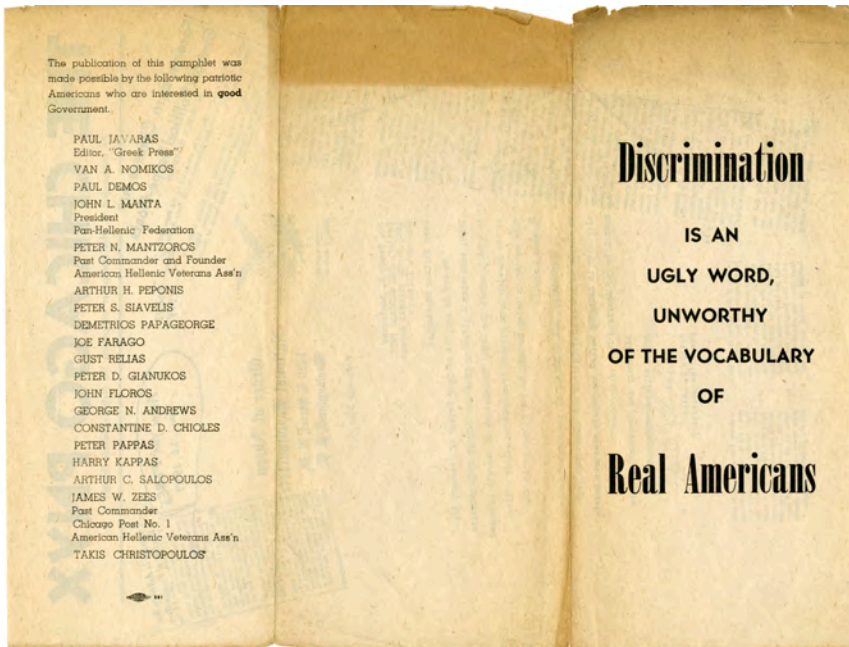 The publication of this pamphlet was
made possible by the following patriotic
Americans who are interested in good
Government.
PAUL JAVARAS
Editor, "Greek Press"
VAN A. NOMIKOS
PAUL DEMOS
JOHN L. MANTA
President
Pan-Hellenic Federation
PETER N. MANTZOROS
Past Commander and Founder
American Hellenic Veterans Ass'n
ARTHUR H. PEPONIS
PETER S. SIAVELIS
DEMETRIOS PAPAGEORGE
JOE FARAGO
GUST RELIAS
PETER D. GIANUKOS
JOHN FLOROS
GEORGE N. ANDREWS
CONSTANTINE D. CHIOLES
PETER PAPPAS
HARRY KAPPAS
ARTHUR C. SALOPOULOS
JAMES W. ZEES
Past Commander
Chicago Post No. 1
American Hellenic Veterans Ass'n
TAKIS CHRISTOPOULOS
Discrimination
IS AN
UGLY WORD,
UNWORTHY
OF THE VOCABULARY
OF
Real Americans